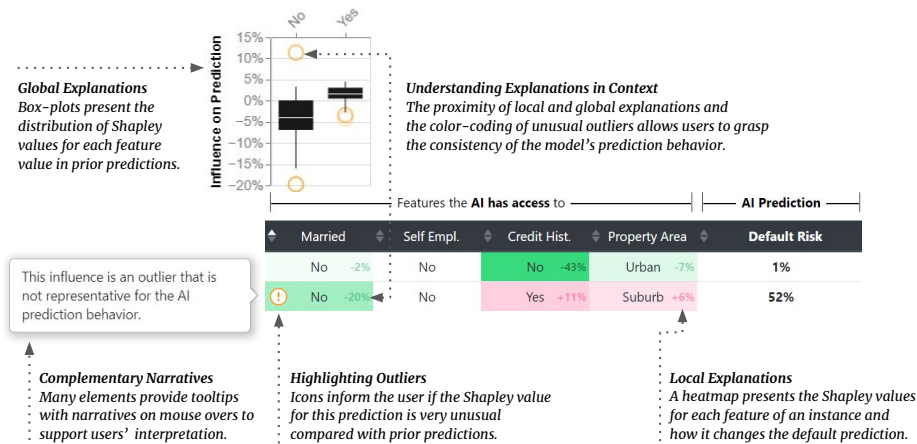 No Yes
15%
10%
5%
0%
−5%
−10%
−15%
−20%
Influence on Prediction
Global Explanations
Box-plots present the
distribution of Shapley
values for each feature
value in prior predictions.
Understanding Explanations in Context
The proximity of local and global explanations and
the color-coding of unusual outliers allows users to grasp
the consistency of the model's prediction behavior.
Features the AI has access to AI Prediction
Married Self Empl. Credit Hist. Property Area Default Risk
No -2% No No -43% Urban -7% 1%
! No -20% No Yes +11% Suburb +6% 52%
This influence is an outlier that is
not representative for the AI
prediction behavior.
Complementary Narratives
Many elements provide tooltips
with narratives on mouse overs to
support users' interpretation.
Highlighting Outliers
Icons inform the user if the Shapley value
for this prediction is very unusual
compared with prior predictions.
Local Explanations
A heatmap presents the Shapley values
for each feature of an instance and
how it changes the default prediction.